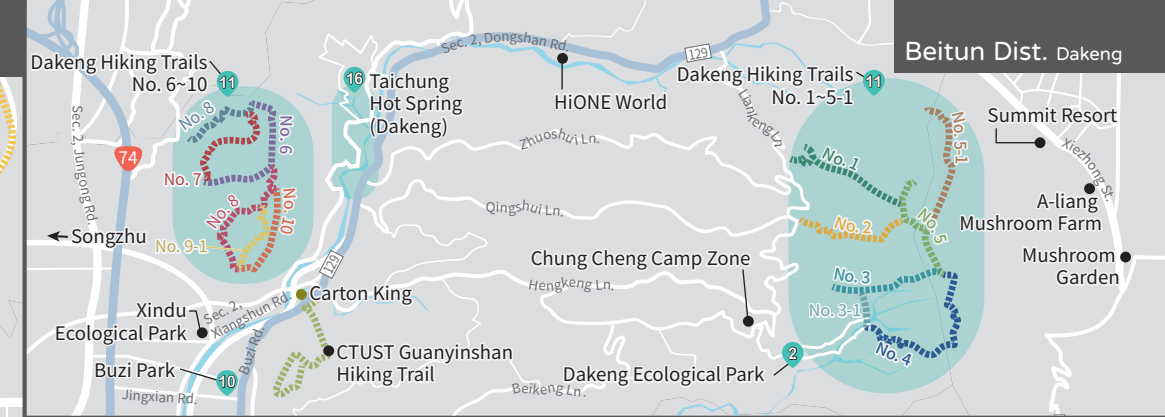 Beitun Dist. Dakeng
Dakeng Hiking Trails
No. 6~10
11
16
Taichung
Hot Spring
(Dakeng)
Sec. 2, Dongshan Rd.
129
HiONE World
Dakeng Hiking Trails
No. 1~5-1
11
Summit Resort
Xiezhong St.
A-liang
Mushroom Farm
Mushroom
Garden
Sec. 2, Jungong Rd.
74
No. 8
No. 6
No. 7
No. 8
No. 10
No. 9-1
Songzhu
129
Zhuoshui Ln.
Qingshui Ln.
Hengkeng Ln.
Beikeng Ln.
Liankeng Ln.
No. 1
No. 2
No. 5-1
No. 5
No. 3
No. 3-1
No. 4
Chung Cheng Camp Zone
2
Dakeng Ecological Park
Carton King
Xindu
Ecological Park
Sec. 2,
Xiangshun Rd.
Buzi Rd.
Buzi Park
10
Jingxian Rd.
CTUST Guanyinshan
Hiking Trail